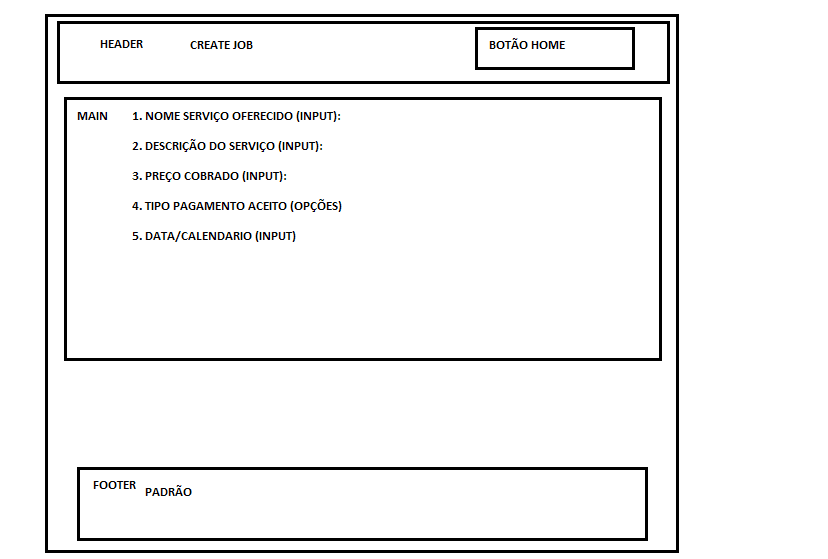 HEADER CREATE JOB BOTÃO HOME
MAIN 1. NOME SERVIÇO OFERECIDO (INPUT):
2. DESCRIÇÃO DO SERVIÇO (INPUT):
3. PREÇO COBRADO (INPUT):
4. TIPO PAGAMENTO ACEITO (OPÇÕES)
5. DATA/CALENDARIO (INPUT)
FOOTER PADRÃO